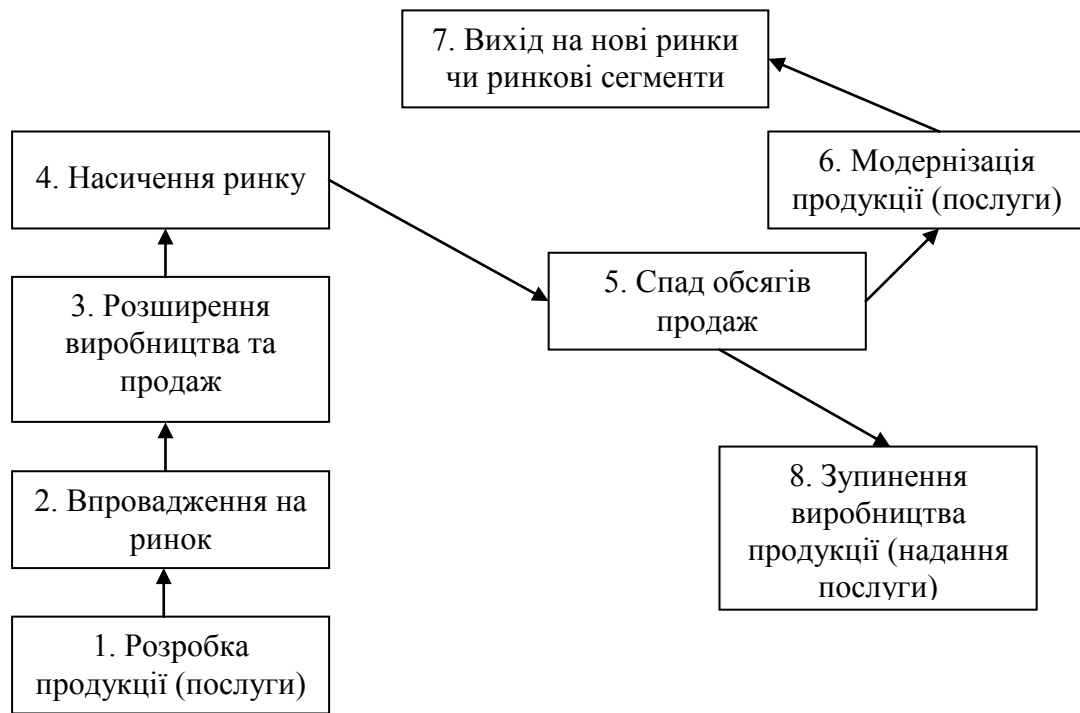 7. Вихід на нові ринки
чи ринкові сегменти
6. Модернізація
продукції (послуги)
4. Насичення ринку
5. Спад обсягів
продаж
3. Розширення
виробництва та
продаж
8. Зупинення
виробництва
продукції (надання
послуги)
2. Впровадження на
ринок
1. Розробка
продукції (послуги)